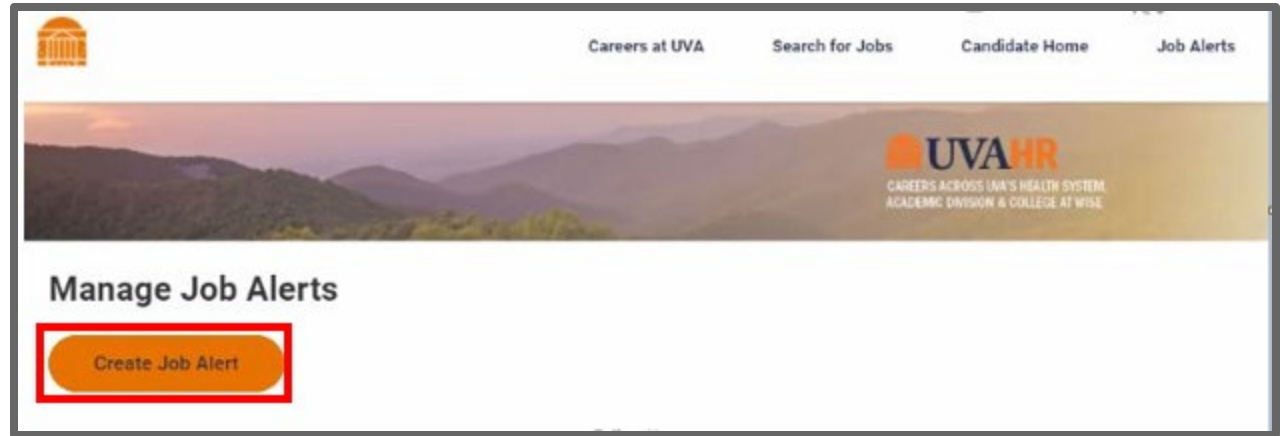 Careers at UVA Search for Jobs Candidate Home Job Alerts
UVAHR
CAREERS ACROSS UVA'S HEALTH SYSTEM,
ACADEMIC DIVISION & COLLEGE AT WISE
Manage Job Alerts
Create Job Alert